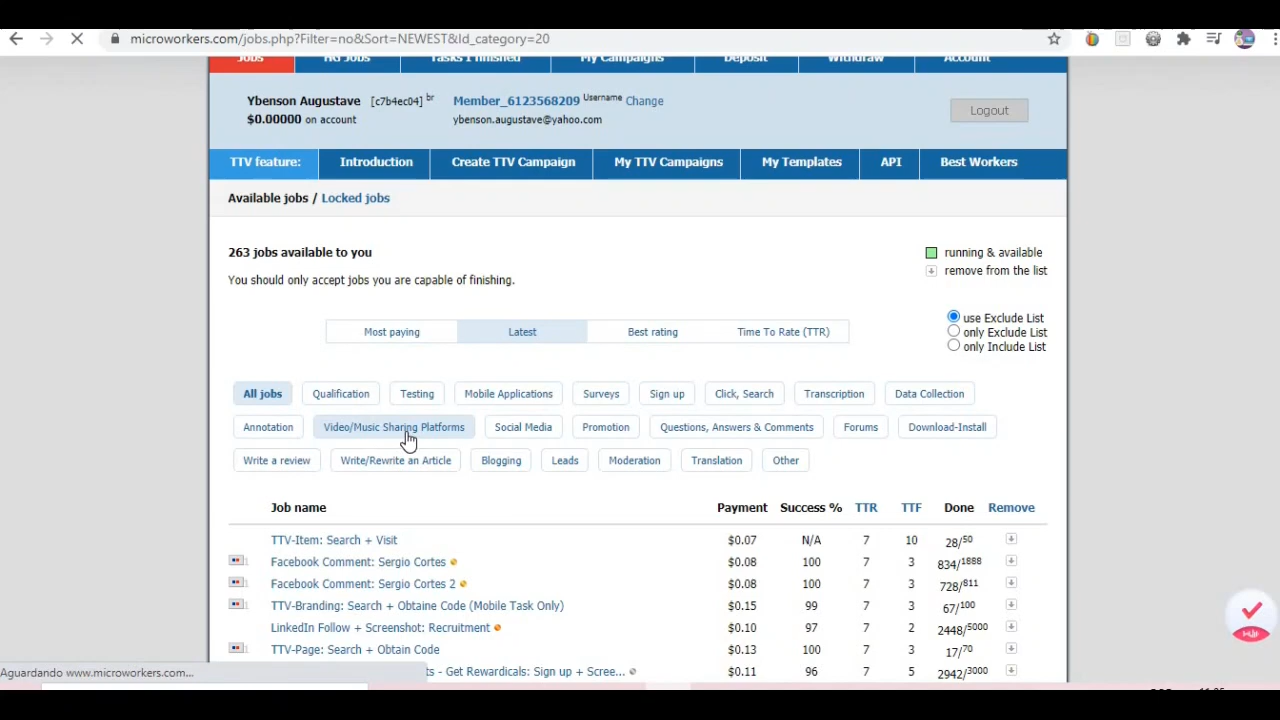 microworkers.com/jobs.php?Filter=no&Sort=NEWEST&Id_category=20
Jobs HG Jobs Tasks I finished My Campaigns Deposit Withdraw Account
Ybenson Augustave [c7b4ec04] br Member_6123568209 Username Change
$0.00000 on account ybenson.augustave@yahoo.com
Logout
TTV feature: Introduction Create TTV Campaign My TTV Campaigns My Templates API Best Workers
Available jobs / Locked jobs
263 jobs available to you
running & available
You should only accept jobs you are capable of finishing.
remove from the list
use Exclude List
Most paying Latest Best rating Time To Rate (TTR)
only Exclude List
only Include List
All jobs Qualification Testing Mobile Applications Surveys Sign up Click, Search Transcription Data Collection
Annotation Video/Music Sharing Platforms Social Media Promotion Questions, Answers & Comments Forums Download-Install
Write a review Write/Rewrite an Article Blogging Leads Moderation Translation Other
Job name Payment Success % TTR TTF Done Remove
TTV-Item: Search + Visit $0.07 N/A 7 10 28/50
Facebook Comment: Sergio Cortes $0.08 100 7 3 834/1888
Facebook Comment: Sergio Cortes 2 $0.08 100 7 3 728/811
TTV-Branding: Search + Obtaine Code (Mobile Task Only) $0.15 99 7 3 67/100
LinkedIn Follow + Screenshot: Recruitment $0.10 97 7 2 2448/5000
TTV-Page: Search + Obtain Code $0.13 100 7 3 17/70
Aguardando www.microworkers.com...
ts - Get Rewardicals: Sign up + Scree... $0.11 96 7 5 2942/3000